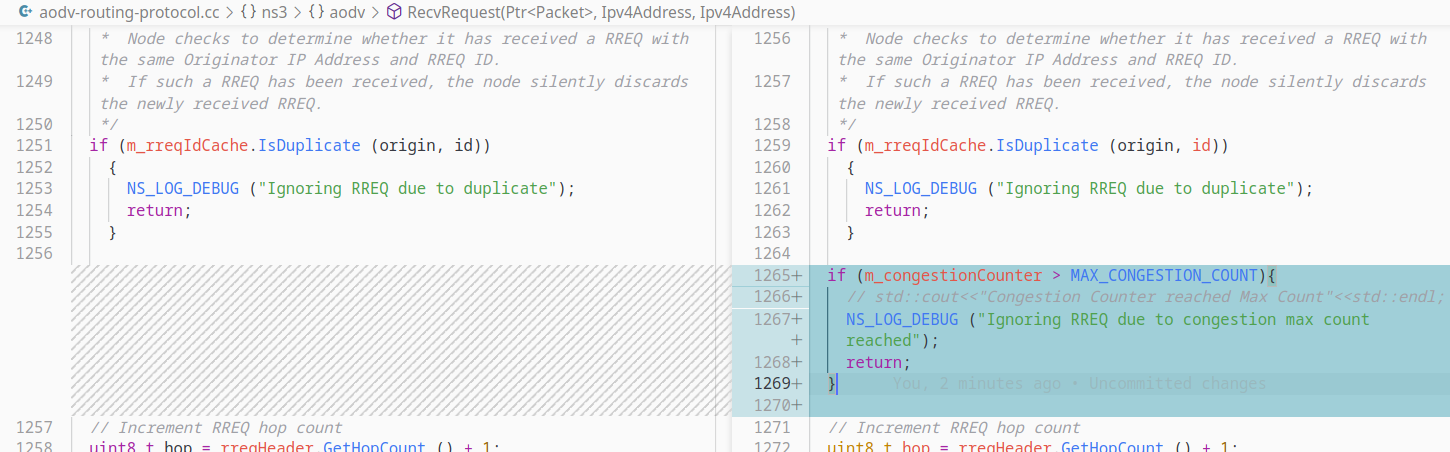 aodv-routing-protocol.cc > {} ns3 > {} aodv > RecvRequest(Ptr<Packet>, Ipv4Address, Ipv4Address)
1248 * Node checks to determine whether it has received a RREQ with
the same Originator IP Address and RREQ ID.
1249 * If such a RREQ has been received, the node silently discards
the newly received RREQ.
1250 */
1251 if (m_rreqIdCache.IsDuplicate (origin, id))
1252 {
1253 NS_LOG_DEBUG ("Ignoring RREQ due to duplicate");
1254 return;
1255 }
1256
1257 // Increment RREQ hop count
1258 uint8_t hop = rreqHeader.GetHopCount () + 1;
1256 * Node checks to determine whether it has received a RREQ with
the same Originator IP Address and RREQ ID.
1257 * If such a RREQ has been received, the node silently discards
the newly received RREQ.
1258 */
1259 if (m_rreqIdCache.IsDuplicate (origin, id))
1260 {
1261 NS_LOG_DEBUG ("Ignoring RREQ due to duplicate");
1262 return;
1263 }
1264
1265+ if (m_congestionCounter > MAX_CONGESTION_COUNT){
1266+ // std::cout<<"Congestion Counter reached Max Count"<<std::endl;
1267+ NS_LOG_DEBUG ("Ignoring RREQ due to congestion max count
+ reached");
1268+ return;
1269+ } You, 2 minutes ago • Uncommitted changes
1270+
1271 // Increment RREQ hop count
1272 uint8_t hop = rreqHeader.GetHopCount () + 1;